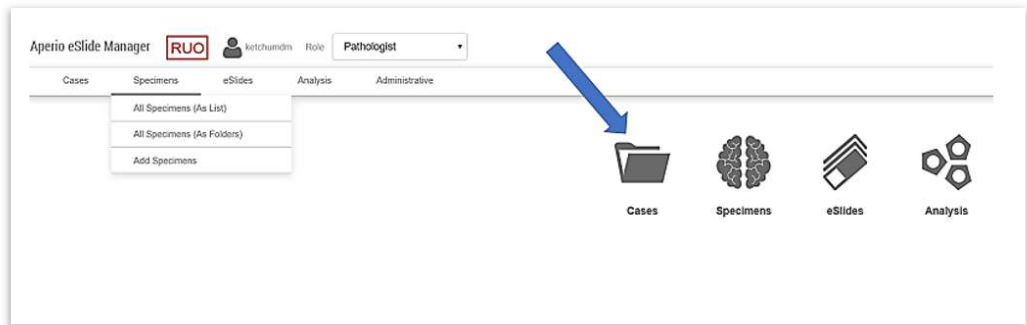 Aperio eSlide Manager RUO ketchumdm Role Pathologist
Cases Specimens eSlides Analysis Administrative
All Specimens (As List)
All Specimens (As Folders)
Add Specimens
Cases Specimens eSlides Analysis